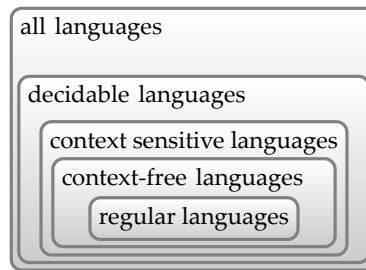 all languages
decidable languages
context sensitive languages
context-free languages
regular languages